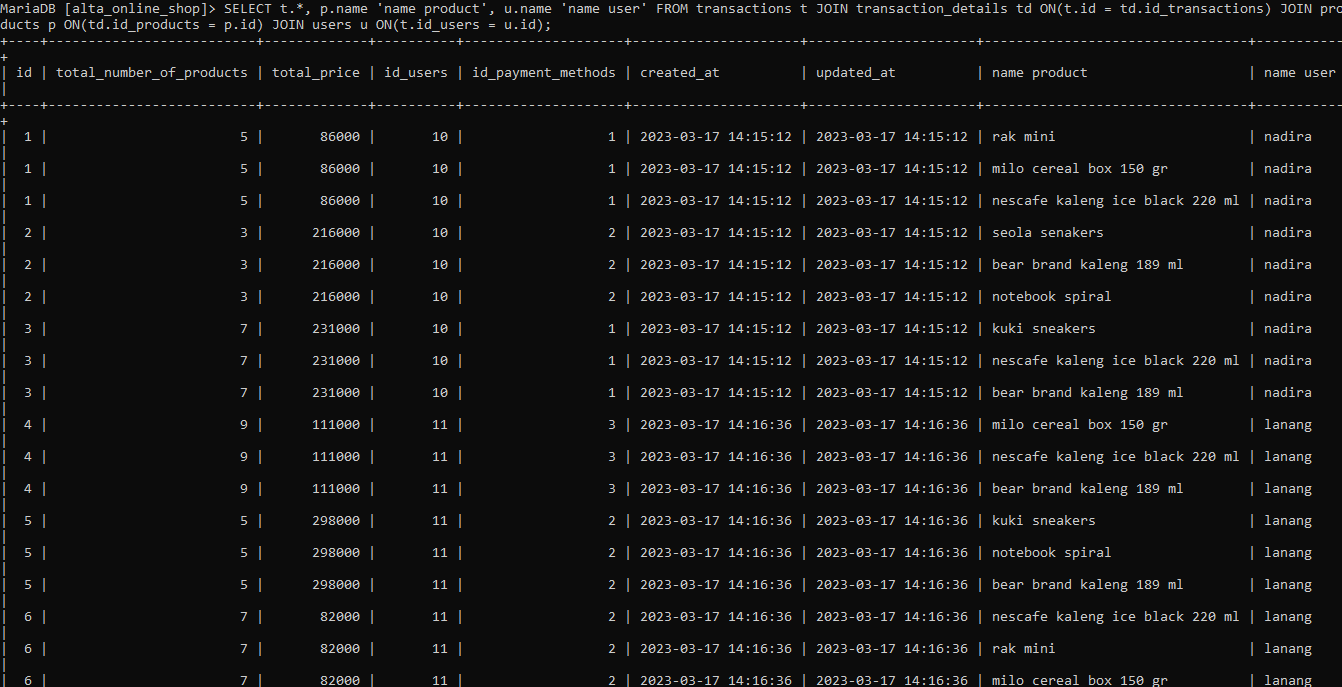 MariaDB [alta_online_shop]> SELECT t.*, p.name 'name product', u.name 'name user' FROM transactions t JOIN transaction_details td ON(t.id = td.id_transactions) JOIN pro
ducts p ON(td.id_products = p.id) JOIN users u ON(t.id_users = u.id);
+----+--------------------------+-------------+----------+--------------------+---------------------+---------------------+--------------------------------+----------
+
| id | total_number_of_products | total_price | id_users | id_payment_methods | created_at          | updated_at          | name product                   | name user
|
+----+--------------------------+-------------+----------+--------------------+---------------------+---------------------+--------------------------------+----------
+
|  1 |                        5 |       86000 |       10 |                  1 | 2023-03-17 14:15:12 | 2023-03-17 14:15:12 | rak mini                       | nadira
|
|  1 |                        5 |       86000 |       10 |                  1 | 2023-03-17 14:15:12 | 2023-03-17 14:15:12 | milo cereal box 150 gr         | nadira
|
|  1 |                        5 |       86000 |       10 |                  1 | 2023-03-17 14:15:12 | 2023-03-17 14:15:12 | nescafe kaleng ice black 220 ml | nadira
|
|  2 |                        3 |      216000 |       10 |                  2 | 2023-03-17 14:15:12 | 2023-03-17 14:15:12 | seola senakers                 | nadira
|
|  2 |                        3 |      216000 |       10 |                  2 | 2023-03-17 14:15:12 | 2023-03-17 14:15:12 | bear brand kaleng 189 ml       | nadira
|
|  2 |                        3 |      216000 |       10 |                  2 | 2023-03-17 14:15:12 | 2023-03-17 14:15:12 | notebook spiral                | nadira
|
|  3 |                        7 |      231000 |       10 |                  1 | 2023-03-17 14:15:12 | 2023-03-17 14:15:12 | kuki sneakers                  | nadira
|
|  3 |                        7 |      231000 |       10 |                  1 | 2023-03-17 14:15:12 | 2023-03-17 14:15:12 | nescafe kaleng ice black 220 ml | nadira
|
|  3 |                        7 |      231000 |       10 |                  1 | 2023-03-17 14:15:12 | 2023-03-17 14:15:12 | bear brand kaleng 189 ml       | nadira
|
|  4 |                        9 |      111000 |       11 |                  3 | 2023-03-17 14:16:36 | 2023-03-17 14:16:36 | milo cereal box 150 gr         | lanang
|
|  4 |                        9 |      111000 |       11 |                  3 | 2023-03-17 14:16:36 | 2023-03-17 14:16:36 | nescafe kaleng ice black 220 ml | lanang
|
|  4 |                        9 |      111000 |       11 |                  3 | 2023-03-17 14:16:36 | 2023-03-17 14:16:36 | bear brand kaleng 189 ml       | lanang
|
|  5 |                        5 |      298000 |       11 |                  2 | 2023-03-17 14:16:36 | 2023-03-17 14:16:36 | kuki sneakers                  | lanang
|
|  5 |                        5 |      298000 |       11 |                  2 | 2023-03-17 14:16:36 | 2023-03-17 14:16:36 | notebook spiral                | lanang
|
|  5 |                        5 |      298000 |       11 |                  2 | 2023-03-17 14:16:36 | 2023-03-17 14:16:36 | bear brand kaleng 189 ml       | lanang
|
|  6 |                        7 |       82000 |       11 |                  2 | 2023-03-17 14:16:36 | 2023-03-17 14:16:36 | nescafe kaleng ice black 220 ml | lanang
|
|  6 |                        7 |       82000 |       11 |                  2 | 2023-03-17 14:16:36 | 2023-03-17 14:16:36 | rak mini                       | lanang
|
|  6 |                        7 |       82000 |       11 |                  2 | 2023-03-17 14:16:36 | 2023-03-17 14:16:36 | milo cereal box 150 gr         | lanang